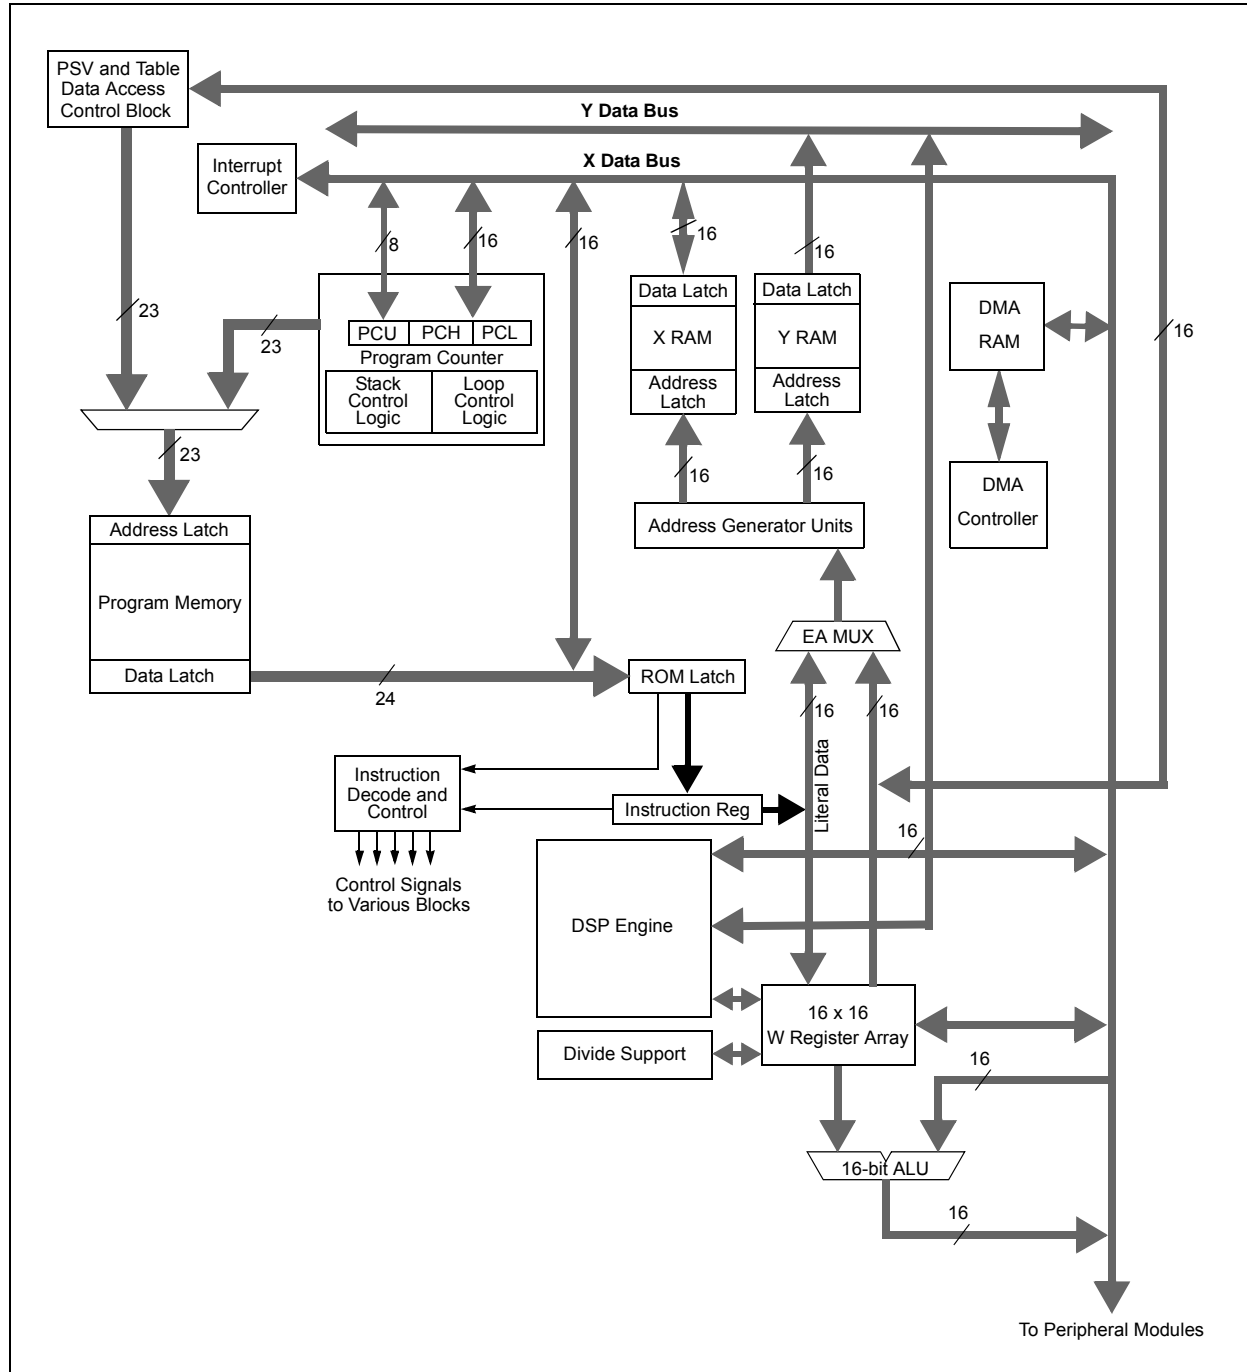 PSV and Table
Data Access
Control Block
Y Data Bus
X Data Bus
Interrupt
Controller
8
16
16
16
16
23
23
16
PCU
PCH
PCL
Program Counter
Stack
Control
Logic
Loop
Control
Logic
Data Latch
X RAM
Address
Latch
Data Latch
Y RAM
Address
Latch
DMA
RAM
23
16
16
DMA
Controller
Address Generator Units
Address Latch
Program Memory
Data Latch
24
EA MUX
ROM Latch
16
16
Literal Data
Instruction
Decode and
Control
Instruction Reg
Control Signals
to Various Blocks
16
DSP Engine
16 x 16
W Register Array
Divide Support
16
16-bit ALU
16
To Peripheral Modules